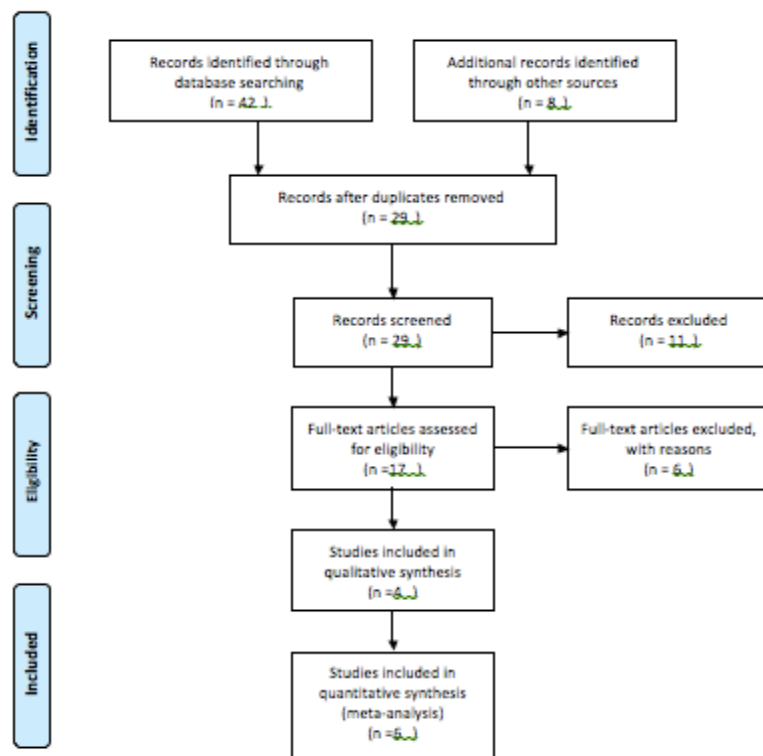 Identification
Records identified through
database searching
(n = 42 )
Additional records identified
through other sources
(n = 8 )
Records after duplicates removed
(n = 29 )
Screening
Records screened
(n = 29 )
Records excluded
(n = 11 )
Eligibility
Full-text articles assessed
for eligibility
(n =17 )
Full-text articles excluded,
with reasons
(n = 6 )
Included
Studies included in
qualitative synthesis
(n =4 )
Studies included in
quantitative synthesis
(meta-analysis)
(n =6 )